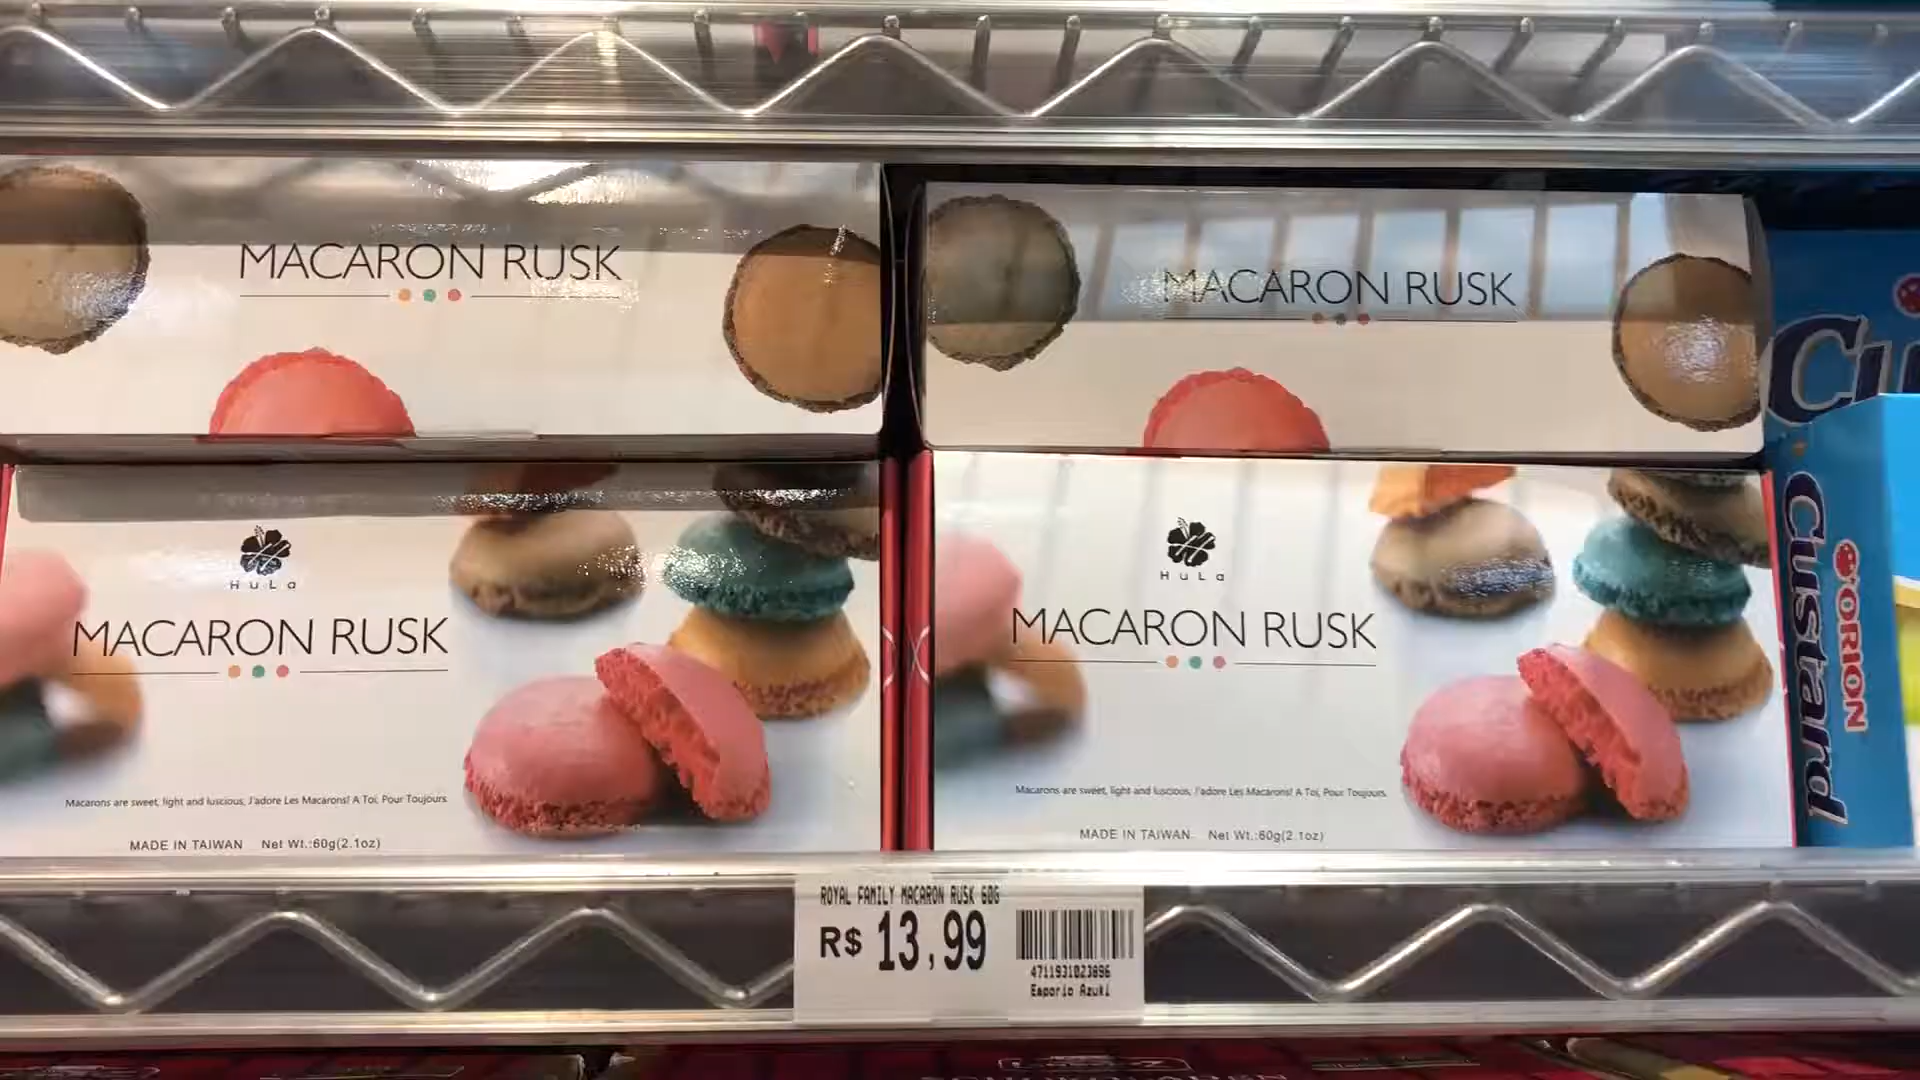 MACARON RUSK
MACARON RUSK
HuLa
MACARON RUSK
Macarons are sweet, light and luscious, J'adore Les Macarons! A Toi, Pour Toujours.
MADE IN TAIWAN Net Wt.:60g(2.1oz)
HuLa
MACARON RUSK
Macarons are sweet, light and luscious, J'adore Les Macarons! A Toi, Pour Toujours.
MADE IN TAIWAN Net Wt.:60g(2.1oz)
ORION
Custard
ROYAL FAMILY MACARON RUSK 60G
R$ 13,99
4711931023896
Emporio Azuki